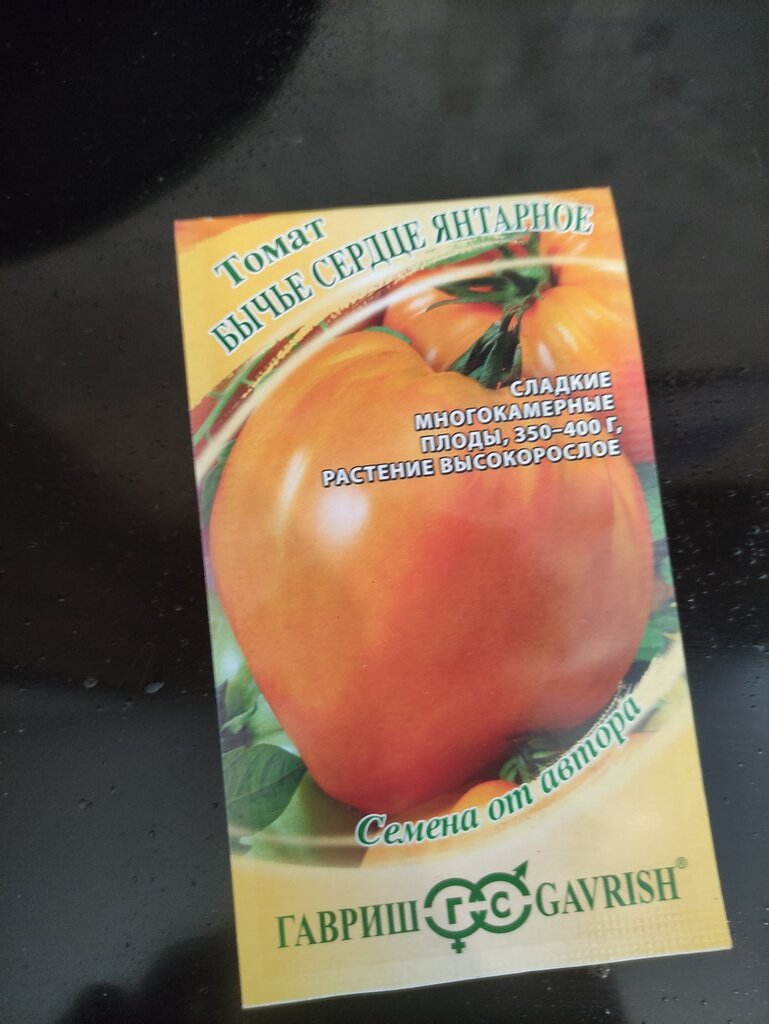 Томат
БЫЧЬЕ СЕРДЦЕ ЯНТАРНОЕ
СЛАДКИЕ
МНОГОКАМЕРНЫЕ
ПЛОДЫ, 350-400 Г,
РАСТЕНИЕ ВЫСОКОРОСЛОЕ
Семена от автора
ГАВРИШ ГС GAVRISH®